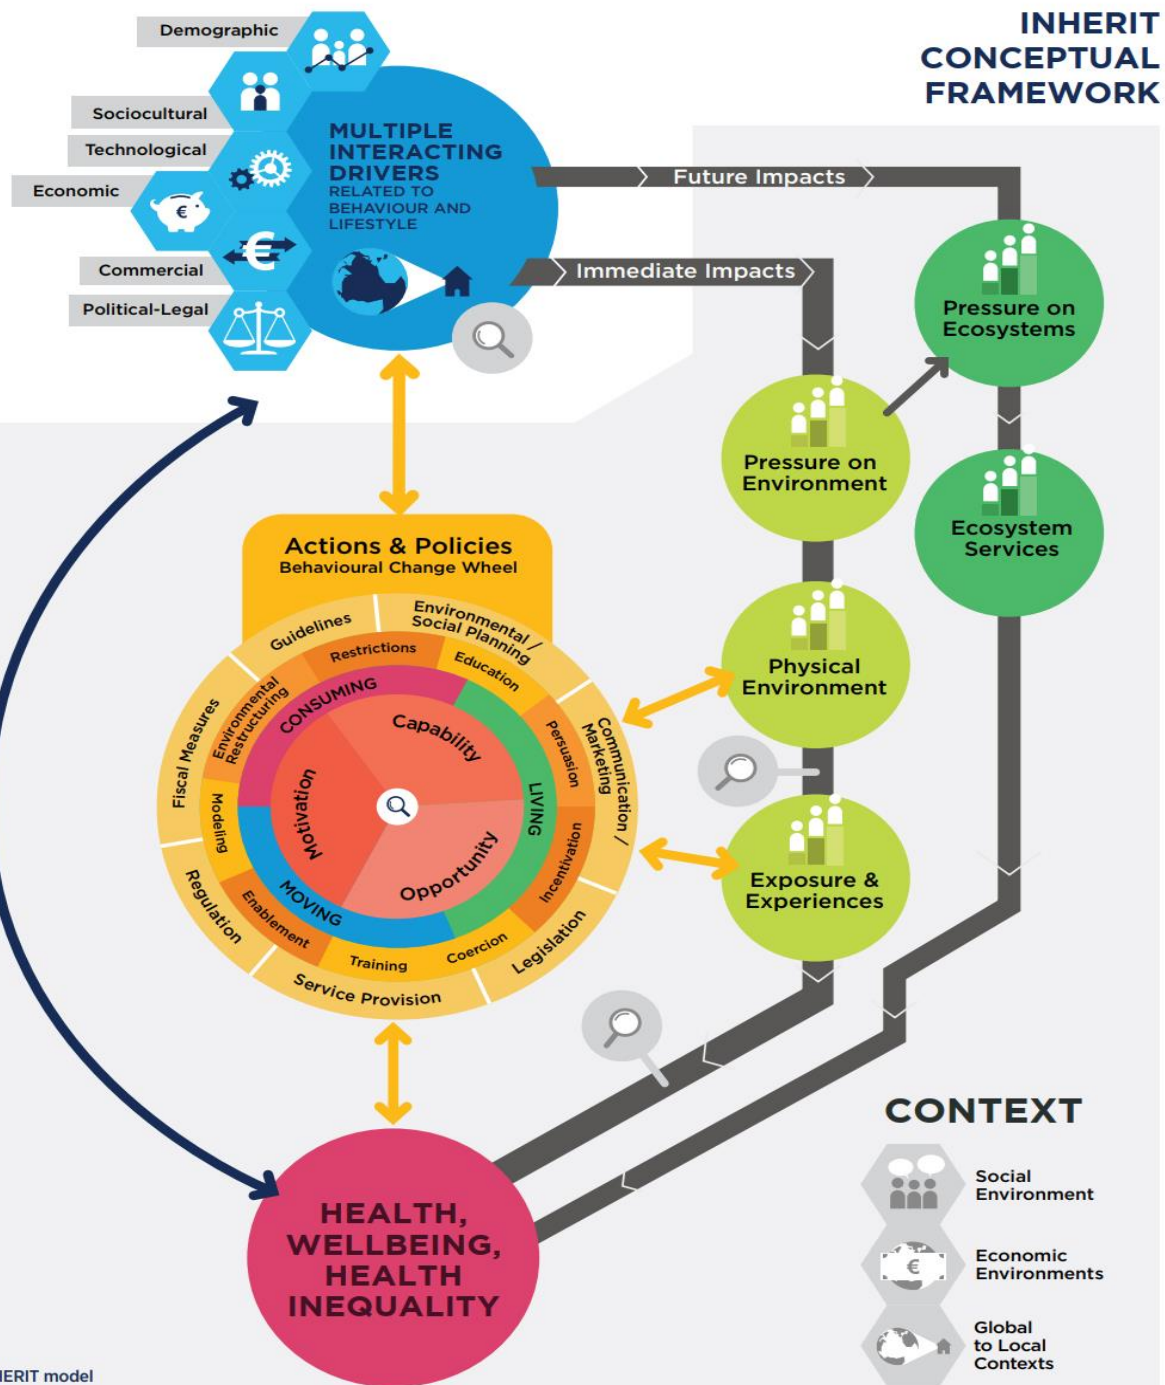 INHERIT
CONCEPTUAL
FRAMEWORK
Demographic
Sociocultural
Technological
Economic
€
€
Commercial
Political-Legal
MULTIPLE
INTERACTING
DRIVERS
RELATED TO
BEHAVIOUR AND
LIFESTYLE
Future Impacts
Immediate Impacts
Pressure on
Ecosystems
Pressure on
Environment
Ecosystem
Services
Physical
Environment
Exposure &
Experiences
Actions & Policies
Behavioural Change Wheel
Guidelines
Environmental /
Social Planning
Communication /
Marketing
Legislation
Service Provision
Regulation
Fiscal Measures
Restrictions
Education
Persuasion
Incentivation
Coercion
Training
Enablement
Modeling
Environmental
Restructuring
CONSUMING
LIVING
MOVING
Capability
Opportunity
Motivation
HEALTH,
WELLBEING,
HEALTH
INEQUALITY
CONTEXT
Social
Environment
€
Economic
Environments
Global
to Local
Contexts
HERIT model